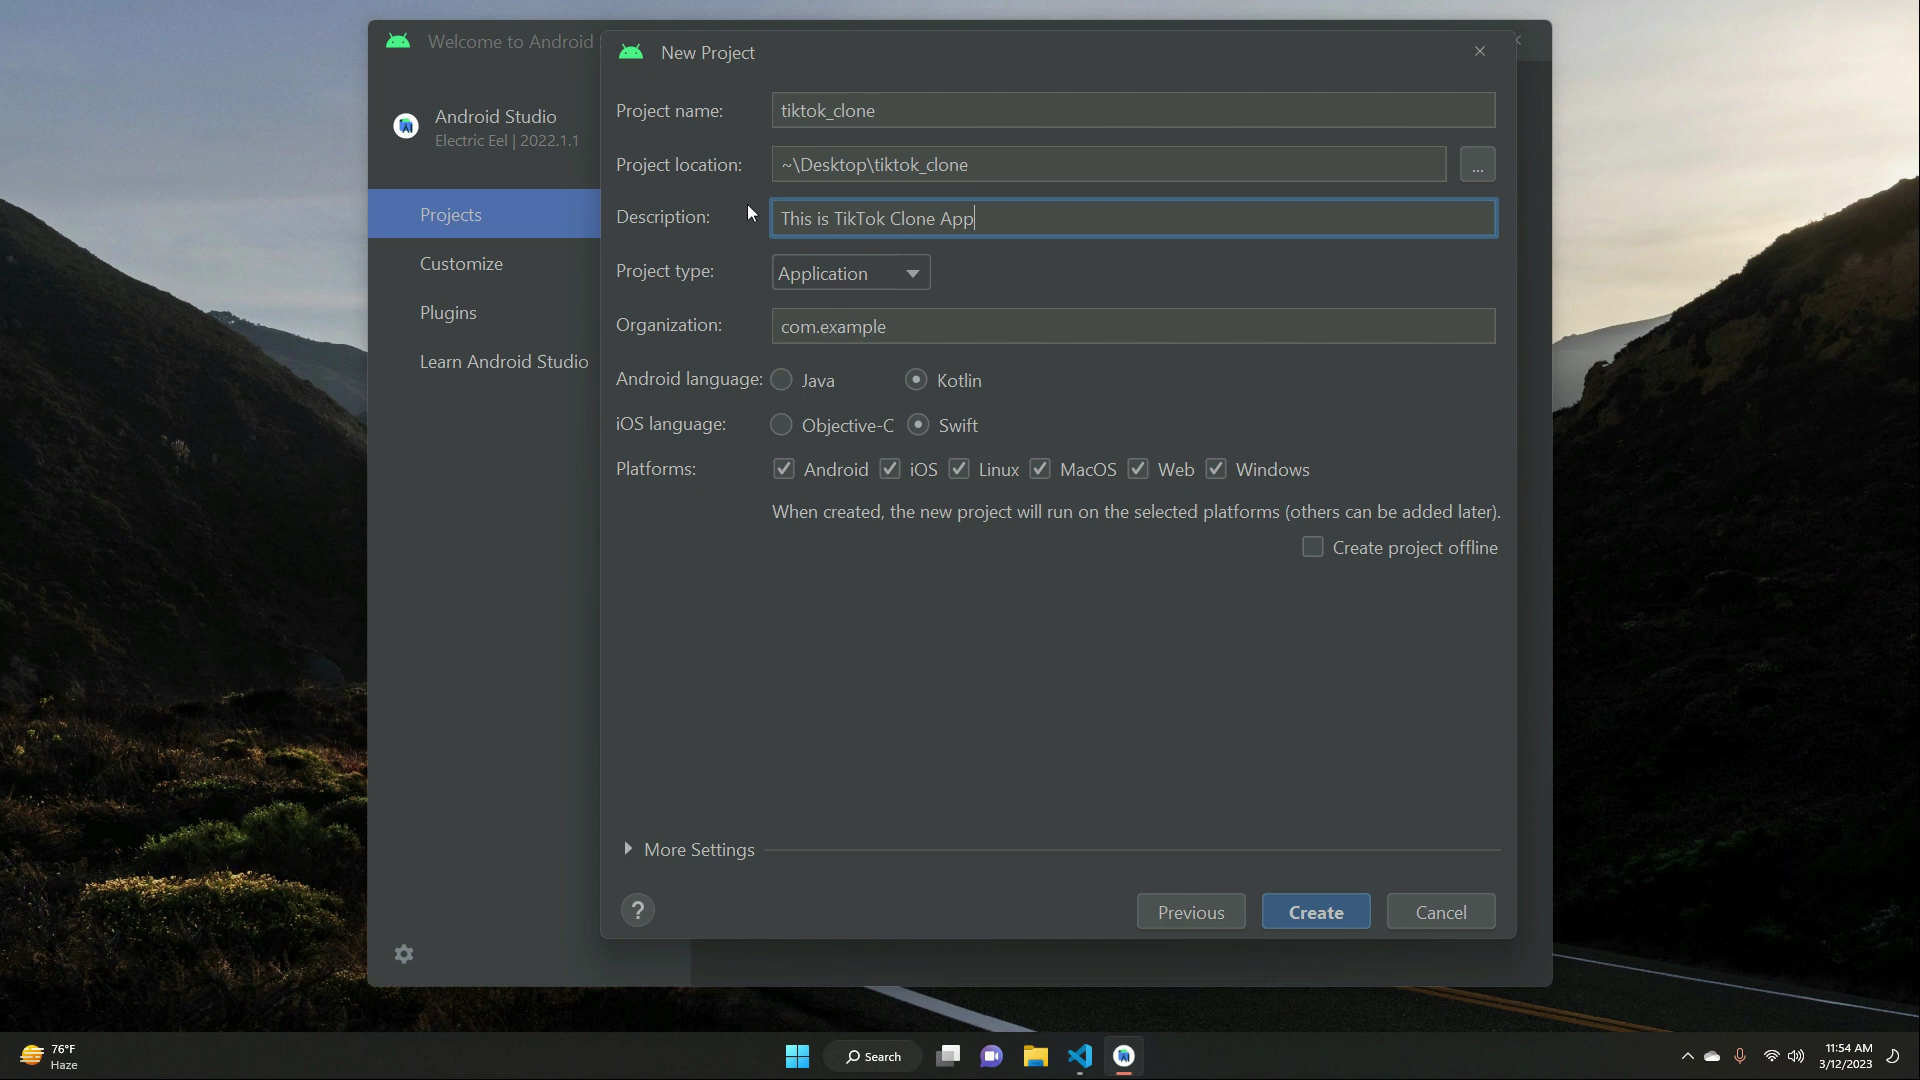 Welcome to Android
New Project
Android Studio
Electric Eel | 2022.1.1
Projects
Customize
Plugins
Learn Android Studio
Project name: tiktok_clone
Project location: ~\Desktop\tiktok_clone ...
Description: This is TikTok Clone App
Project type: Application
Organization: com.example
Android language: Java Kotlin
iOS language: Objective-C Swift
Platforms: Android iOS Linux MacOS Web Windows
When created, the new project will run on the selected platforms (others can be added later).
Create project offline
More Settings
? Previous Create Cancel
76°F
Haze
Search
11:54 AM
3/12/2023